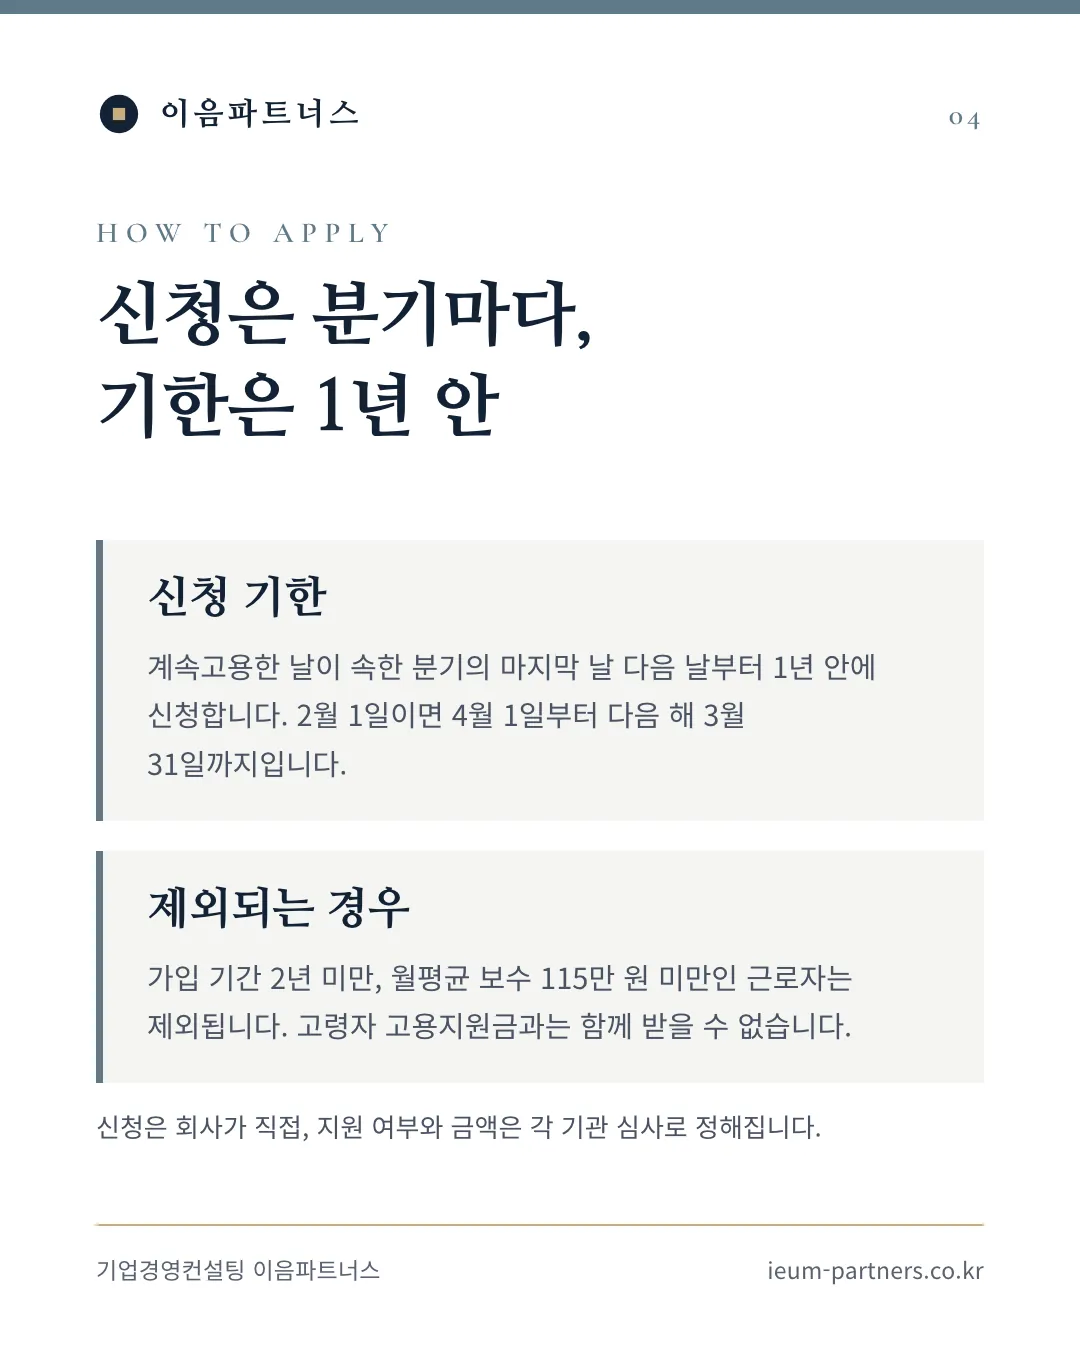 이음파트너스
04
HOW TO APPLY
신청은 분기마다,
기한은 1년 안
신청 기한
계속고용한 날이 속한 분기의 마지막 날 다음 날부터 1년 안에
신청합니다. 2월 1일이면 4월 1일부터 다음 해 3월
31일까지입니다.
제외되는 경우
가입 기간 2년 미만, 월평균 보수 115만 원 미만인 근로자는
제외됩니다. 고령자 고용지원금과는 함께 받을 수 없습니다.
신청은 회사가 직접, 지원 여부와 금액은 각 기관 심사로 정해집니다.
기업경영컨설팅 이음파트너스
ieum-partners.co.kr